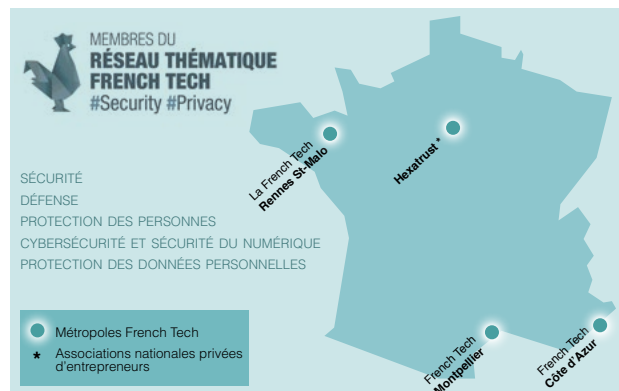 MEMBRES DU
RÉSEAU THÉMATIQUE
FRENCH TECH
#Security #Privacy
La French Tech
Rennes St-Malo
Hexatrust *
SÉCURITÉ
DÉFENSE
PROTECTION DES PERSONNES
CYBERSÉCURITÉ ET SÉCURITÉ DU NUMÉRIQUE
PROTECTION DES DONNÉES PERSONNELLES
Métropoles French Tech
* Associations nationales privées
d'entrepreneurs
French Tech
Montpellier
French Tech
Côte d'Azur